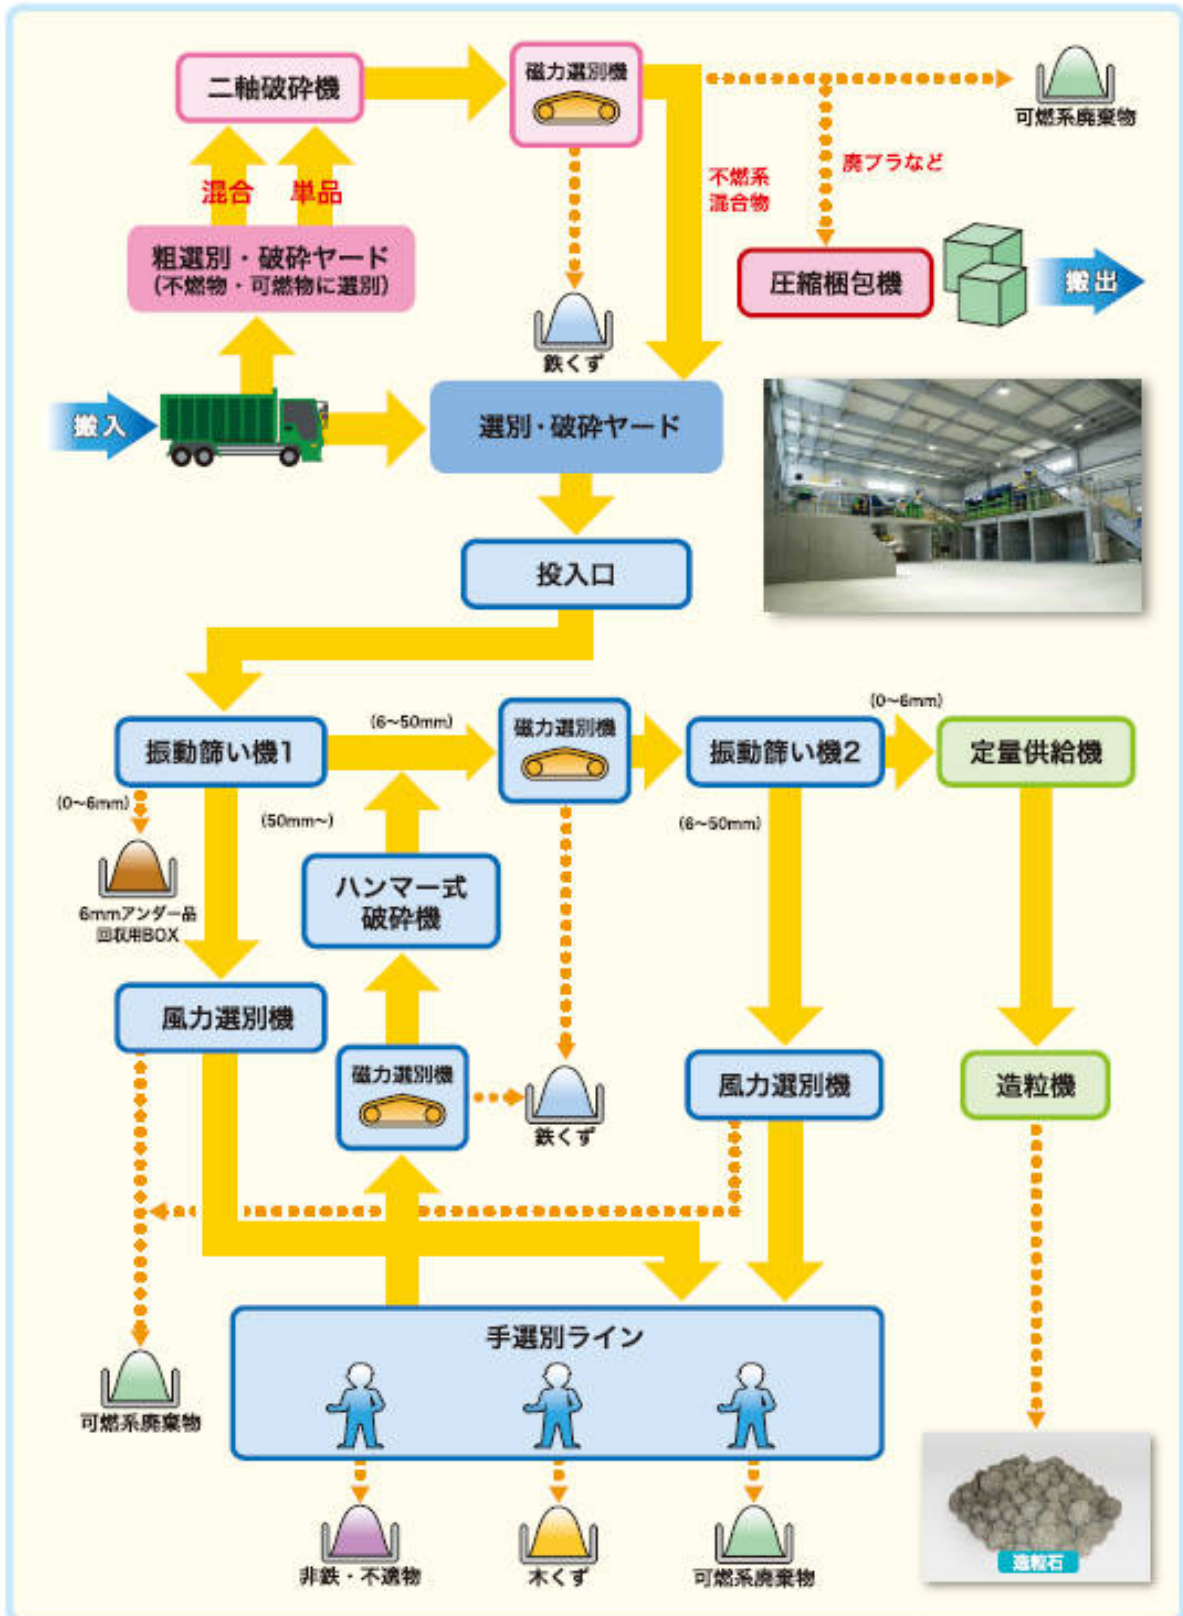 二軸破砕機
磁力選別機
可燃系廃棄物
混合
単品
不燃系
混合物
廃プラなど
粗選別・破砕ヤード
(不燃物・可燃物に選別)
圧縮梱包機
搬出
鉄くず
搬入
選別・破砕ヤード
投入口
振動篩い機1
(6~50mm)
磁力選別機
振動篩い機2
(0~6mm)
定量供給機
(0~6mm)
(50mm~)
(6~50mm)
6mmアンダー品
回収用BOX
ハンマー式
破砕機
風力選別機
磁力選別機
鉄くず
風力選別機
造粒機
手選別ライン
可燃系廃棄物
非鉄・不適物
木くず
可燃系廃棄物
造粒石